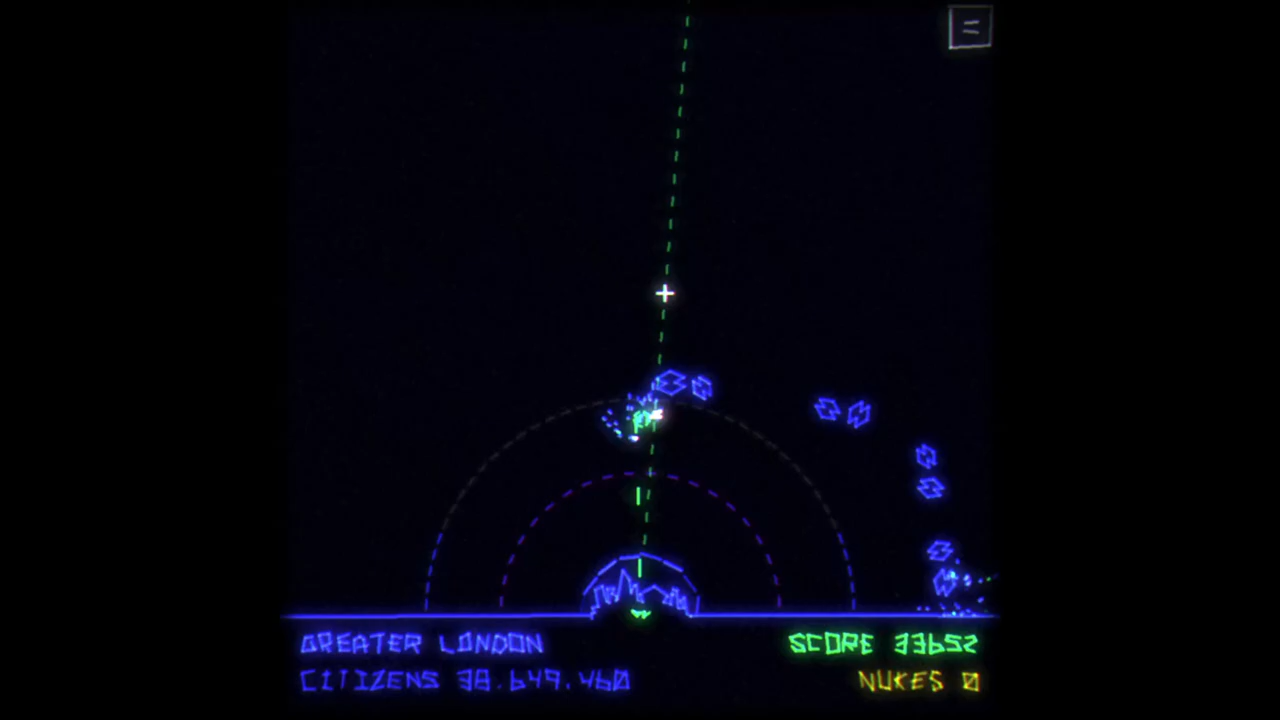 GREATER LONDON
CITIZENS 38.649.460
SCORE 33652
NUKES 0